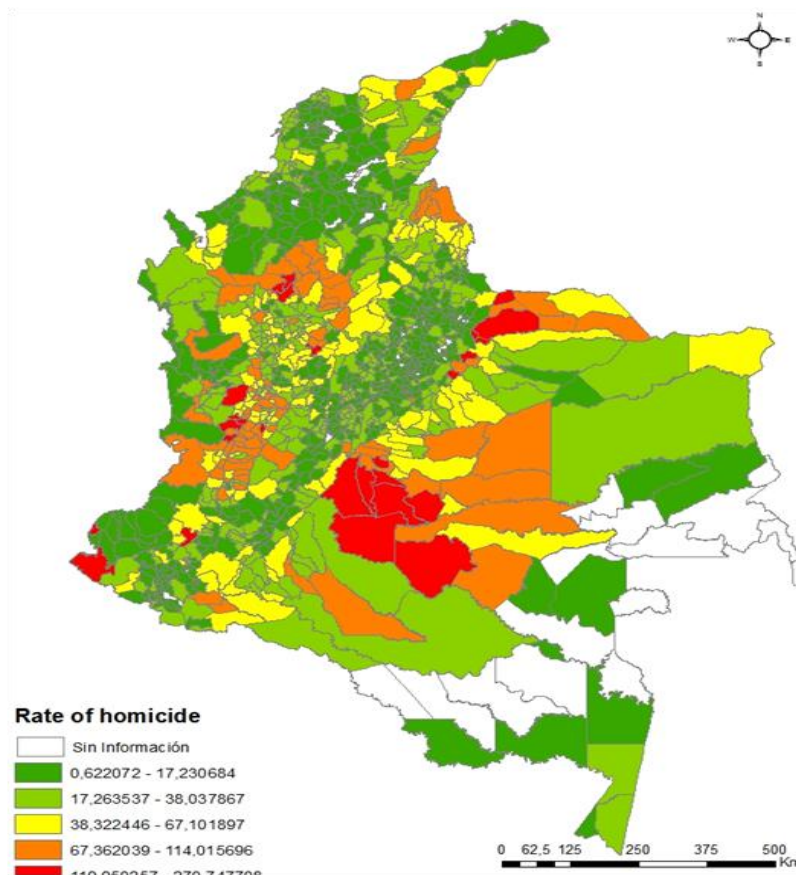 N
W E
S
Rate of homicide
Sin Información
0,622072 - 17,230684
17,263537 - 38,037867
38,322446 - 67,101897
67,362039 - 114,015696
0 62,5 125 250 375 500
Km